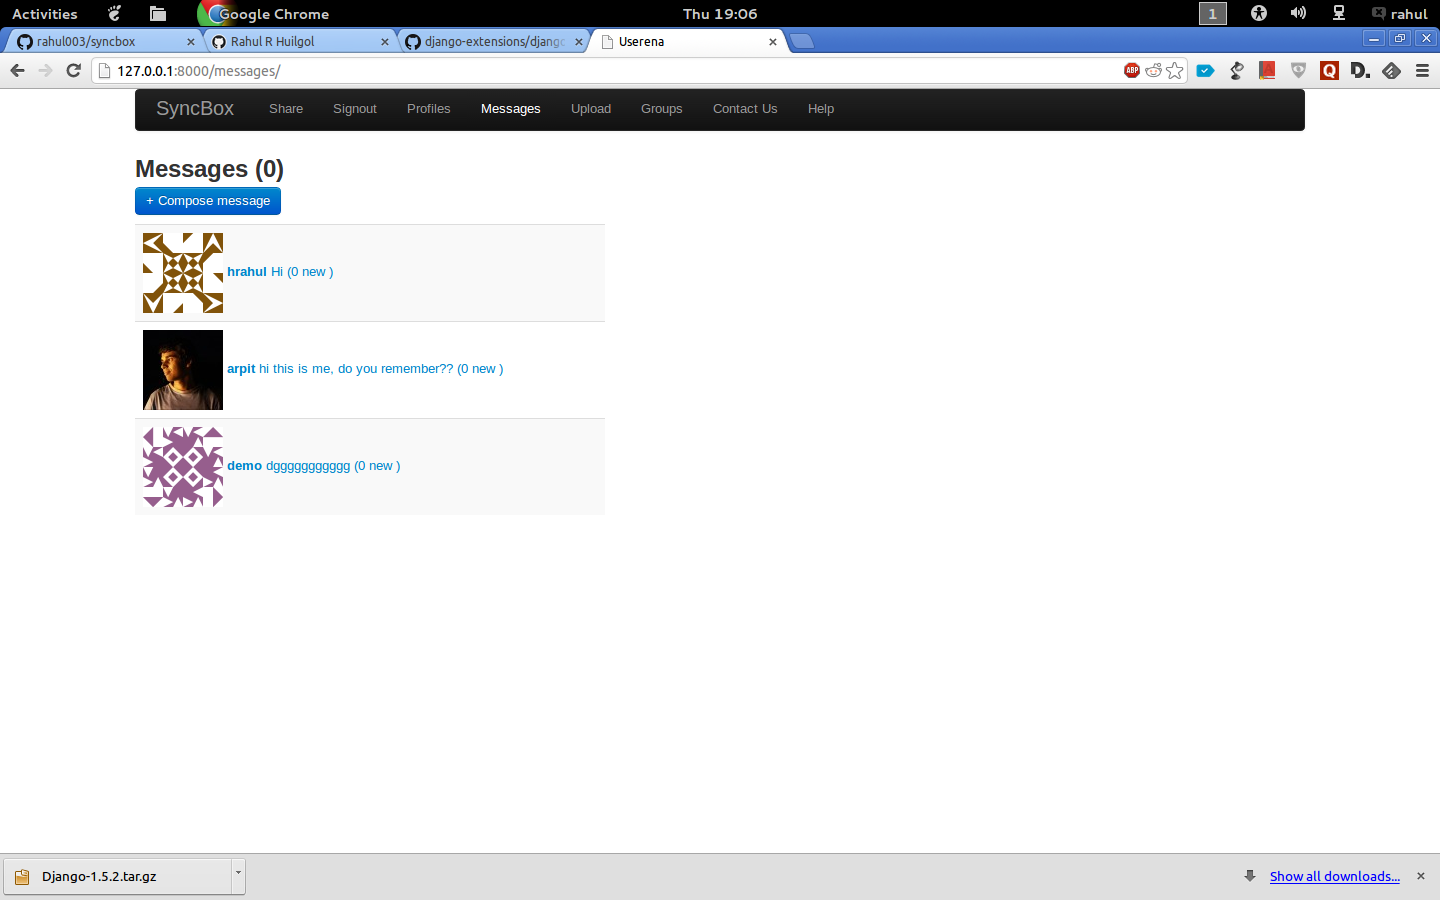 Activities Google Chrome Thu 19:06 1 rahul
rahul003/syncbox Rahul R Huilgol django-extensions/djang Userena
127.0.0.1:8000/messages/ ABP Q D.
SyncBox Share Signout Profiles Messages Upload Groups Contact Us Help
Messages (0)
+ Compose message
hrahul Hi (0 new )
arpit hi this is me, do you remember?? (0 new )
demo dggggggggggg (0 new )
Django-1.5.2.tar.gz Show all downloads...